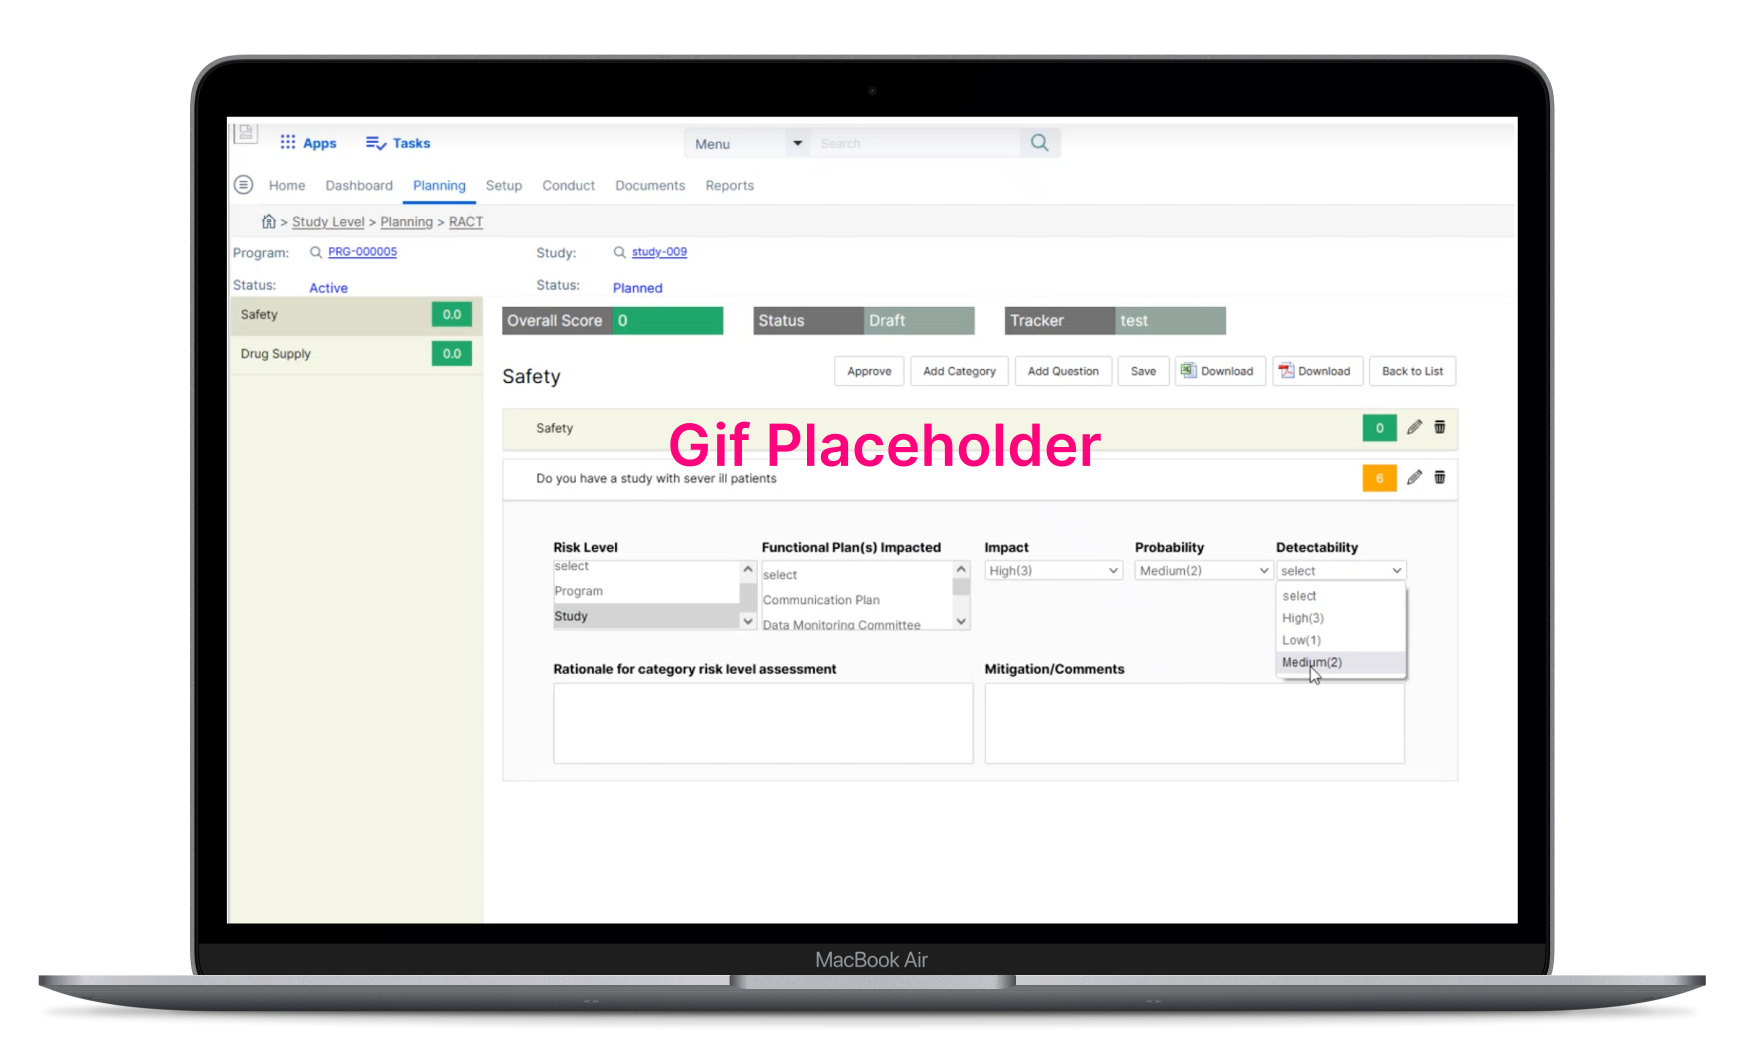 Apps Tasks Menu Search
Home Dashboard Planning Setup Conduct Documents Reports
> Study Level > Planning > RACT
Program: PRG-000005 Study: study-009
Status: Active Status: Planned
Safety 0.0
Drug Supply 0.0
Overall Score 0 Status Draft Tracker test
Safety Approve Add Category Add Question Save Download Download Back to List
Safety 0
Gif Placeholder
Do you have a study with sever ill patients 6
Risk Level Functional Plan(s) Impacted Impact Probability Detectability
select select High(3) Medium(2) select
Program Communication Plan select
Study Data Monitoring Committee High(3)
Low(1)
Medium(2)
Rationale for category risk level assessment Mitigation/Comments
MacBook Air